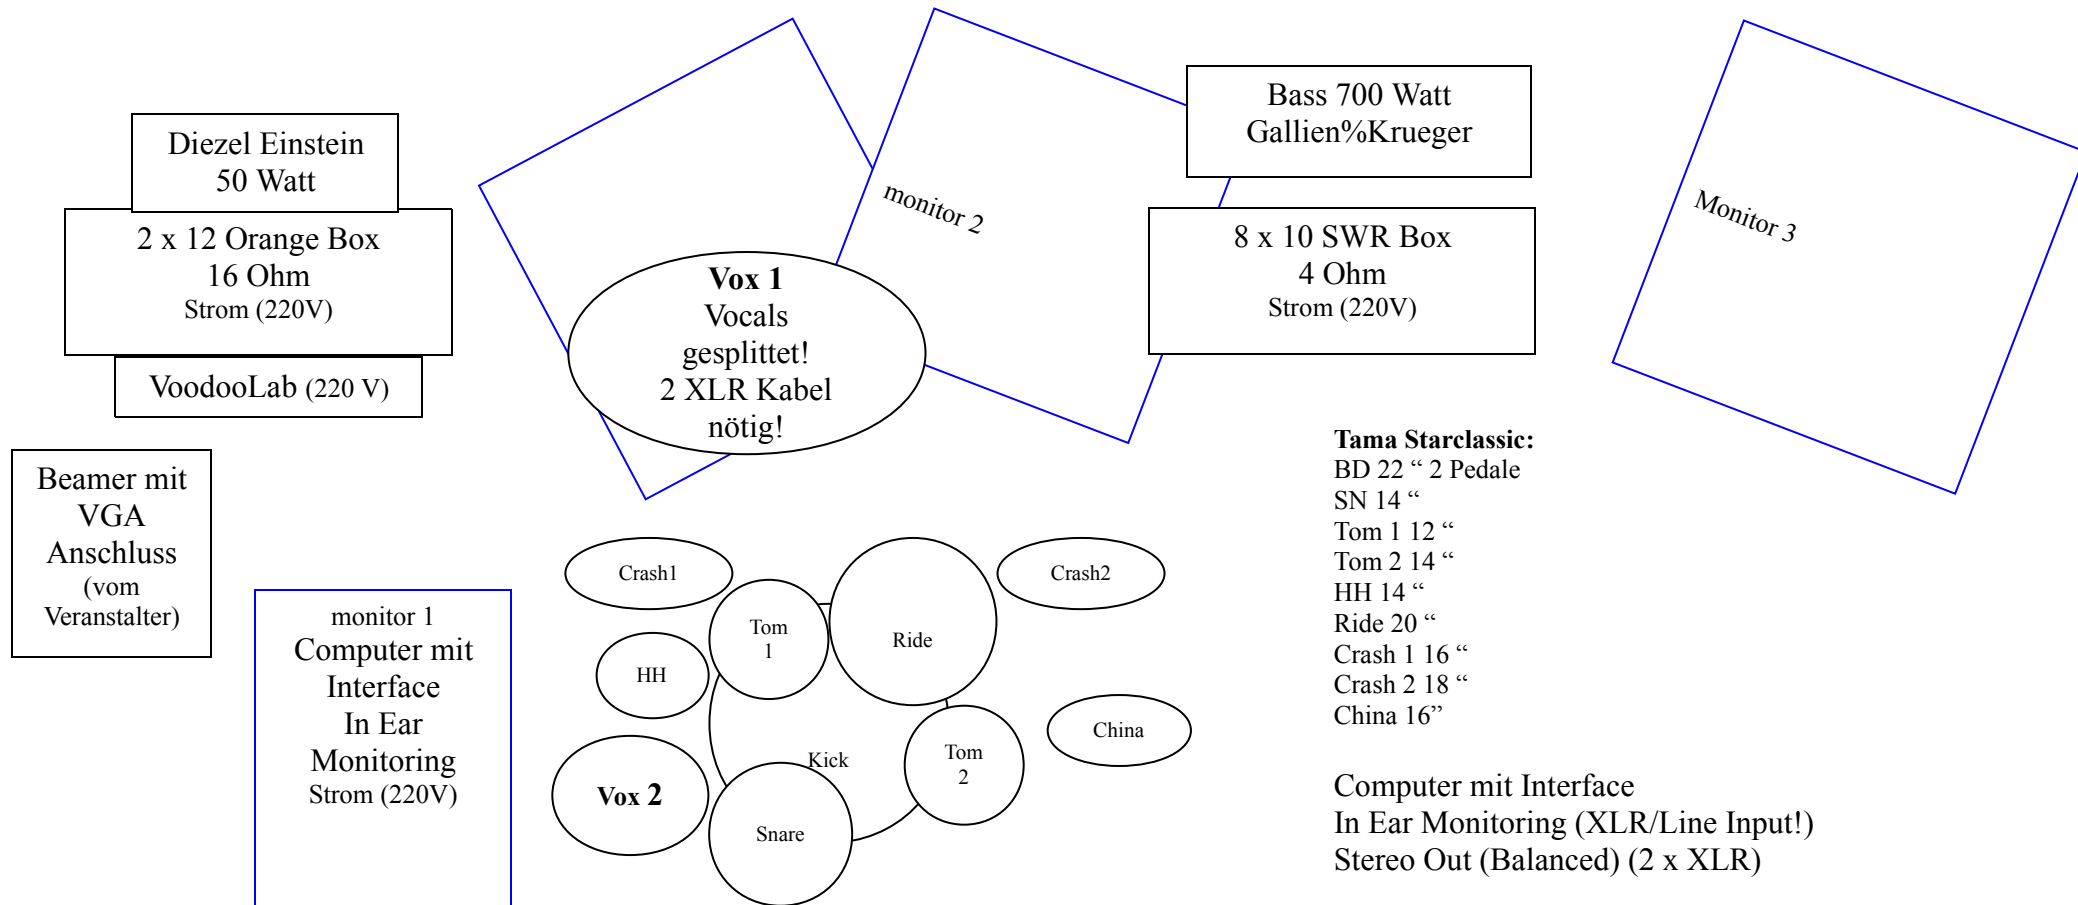 Diezel Einstein
50 Watt
2 x 12 Orange Box
16 Ohm
Strom (220V)
VoodooLab (220 V)
monitor 2
Bass 700 Watt
Gallien%Krueger
8 x 10 SWR Box
4 Ohm
Strom (220V)
Monitor 3
Vox 1
Vocals
gesplittet!
2 XLR Kabel
nötig!
Beamer mit
VGA
Anschluss
(vom
Veranstalter)
monitor 1
Computer mit
Interface
In Ear
Monitoring
Strom (220V)
Crash1
Tom
1
Ride
Crash2
HH
Kick
Tom
2
China
Vox 2
Snare
Tama Starclassic:
BD 22 “ 2 Pedale
SN 14 “
Tom 1 12 “
Tom 2 14 “
HH 14 “
Ride 20 “
Crash 1 16 “
Crash 2 18 “
China 16”
Computer mit Interface
In Ear Monitoring (XLR/Line Input!)
Stereo Out (Balanced) (2 x XLR)